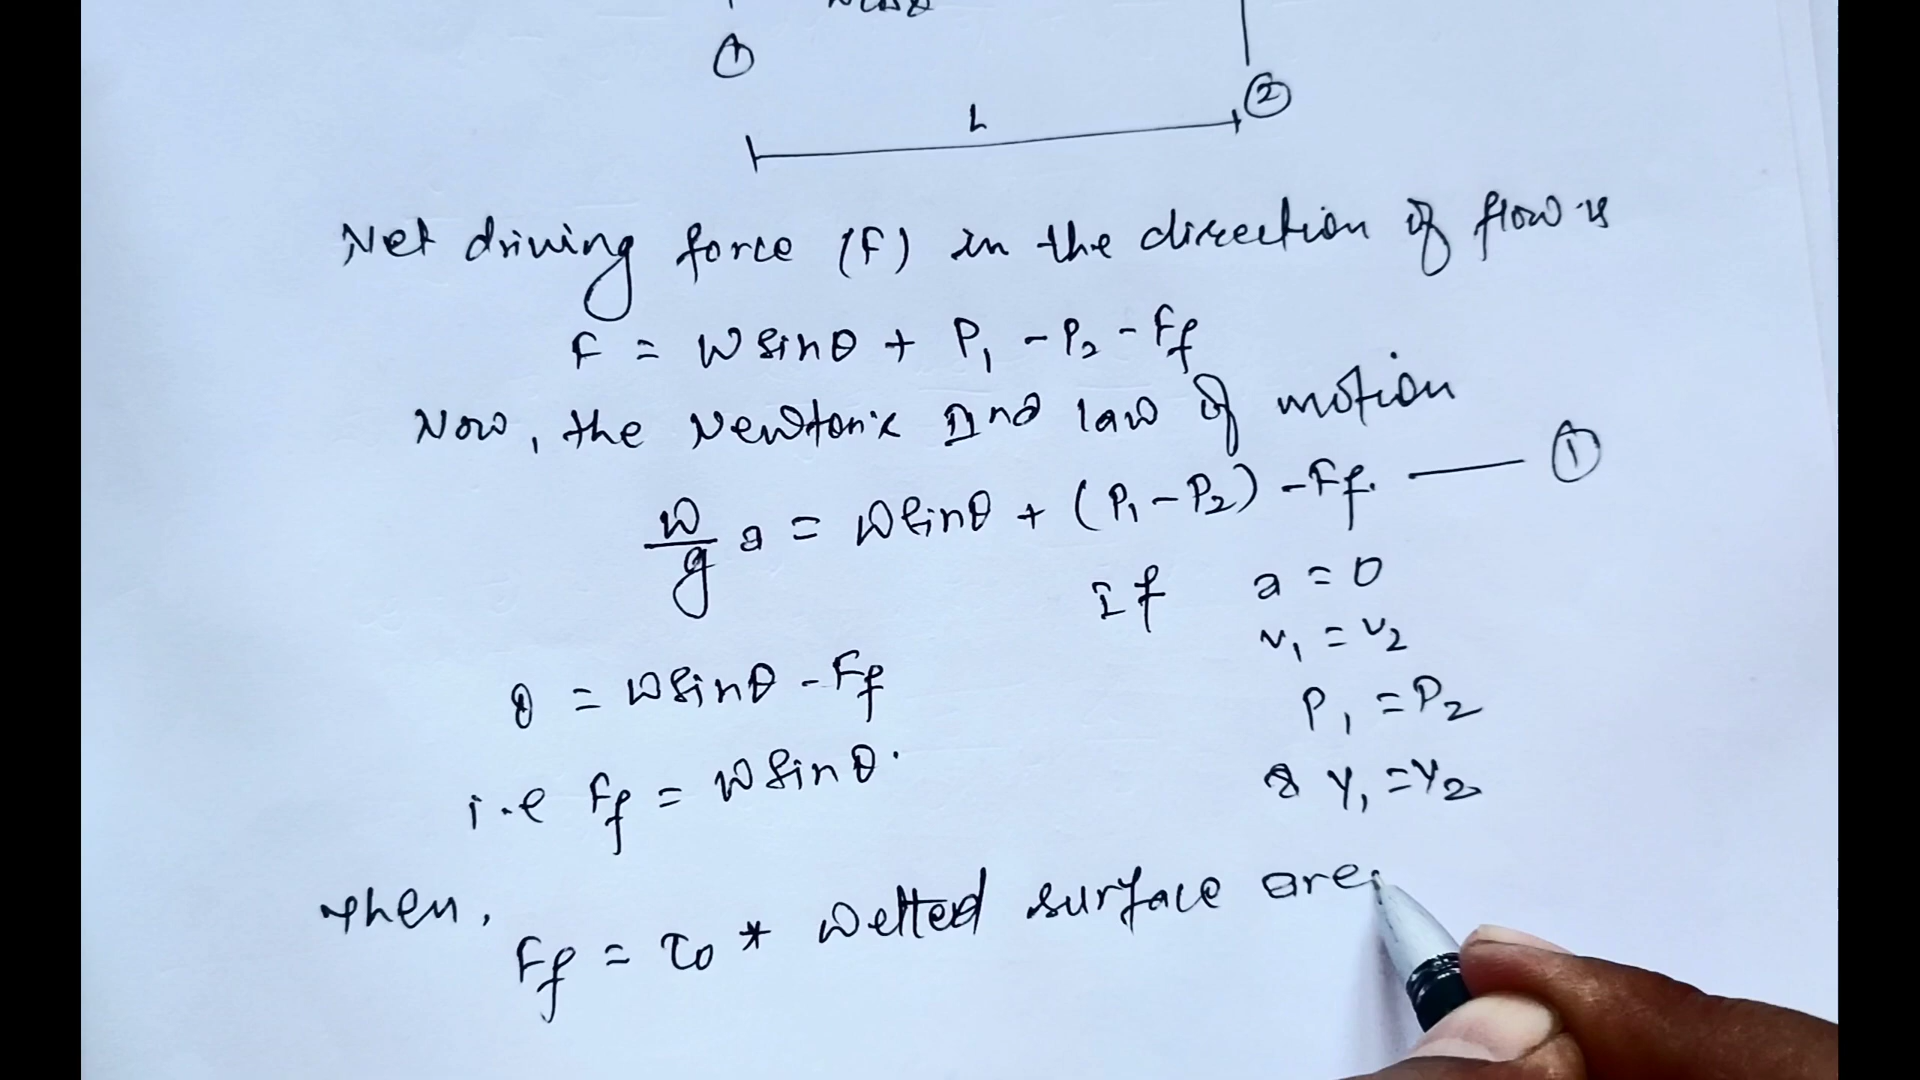 ①
②
L
Net driving force (F) in the direction of flow is
F = W sinθ + P₁ - P₂ - Ff
Now, the Newton's IInd law of motion
W/g a = W sinθ + (P₁ - P₂) - Ff. —— ①
If a = 0
v₁ = v₂
0 = W sinθ - Ff
P₁ = P₂
i.e Ff = W sinθ.
& Y₁ = Y₂
Then,
Ff = τ₀ * Wetted surface are